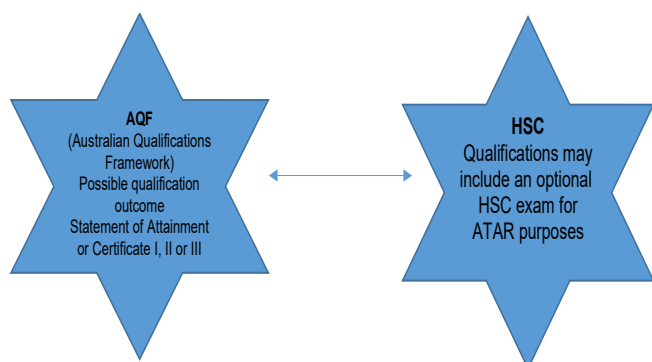 AQF
(Australian Qualifications
Framework)
Possible qualification
outcome
Statement of Attainment
or Certificate I, II or III
HSC
Qualifications may
include an optional
HSC exam for
ATAR purposes